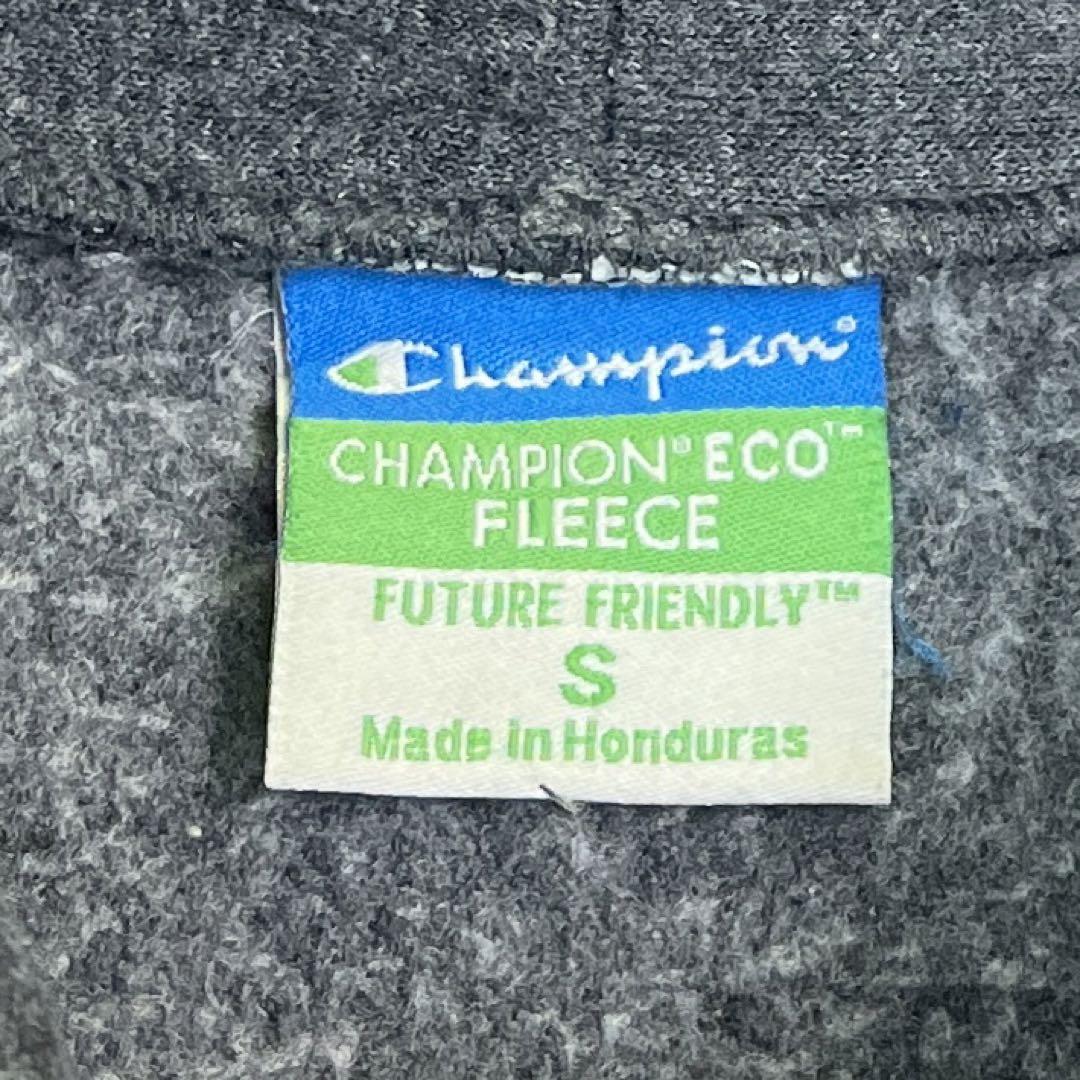 Champion®
CHAMPION® ECO™
FLEECE
FUTURE FRIENDLY™
S
Made in Honduras